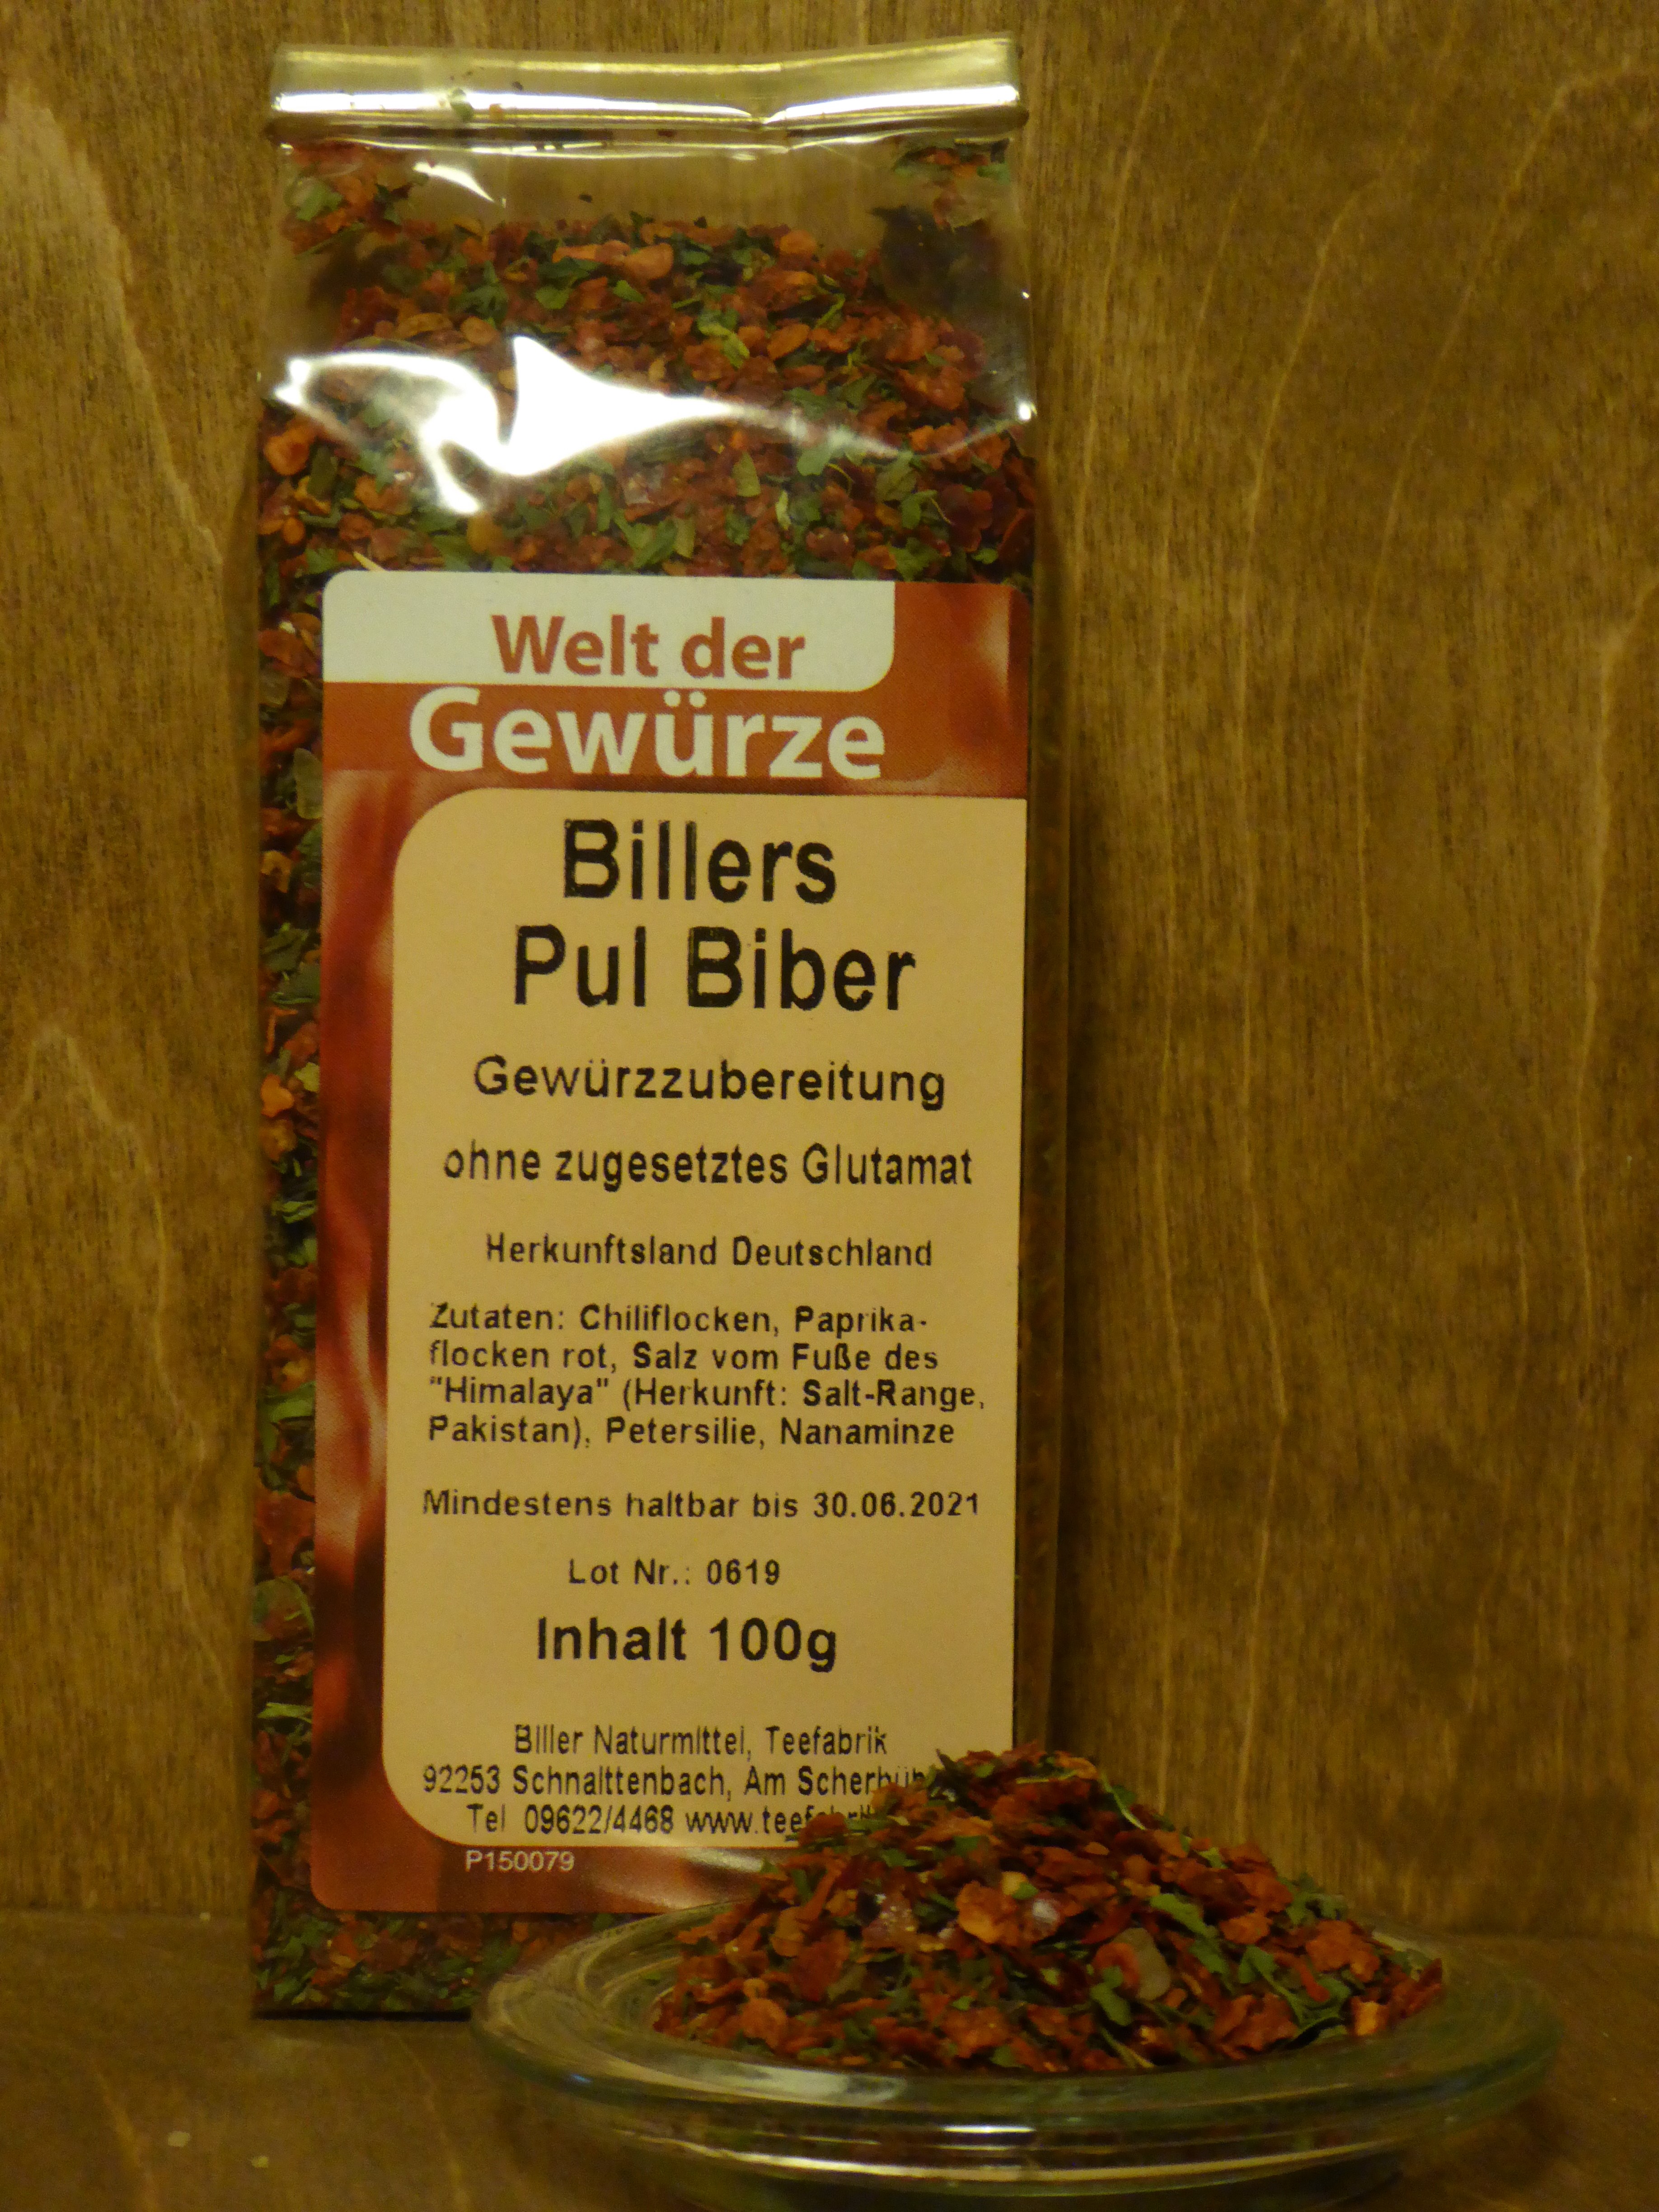 Welt der
Gewürze
Billers
Pul Biber
Gewürzzubereitung
ohne zugesetztes Glutamat
Herkunftsland Deutschland
Zutaten: Chiliflocken, Paprika-
flocken rot, Salz vom Fuße des
"Himalaya" (Herkunft: Salt-Range,
Pakistan), Petersilie, Nanaminze
Mindestens haltbar bis 30.06.2021
Lot Nr.: 0619
Inhalt 100g
Biller Naturmittel, Teefabrik
92253 Schnaittenbach, Am
Tel 09622/4468
P150079